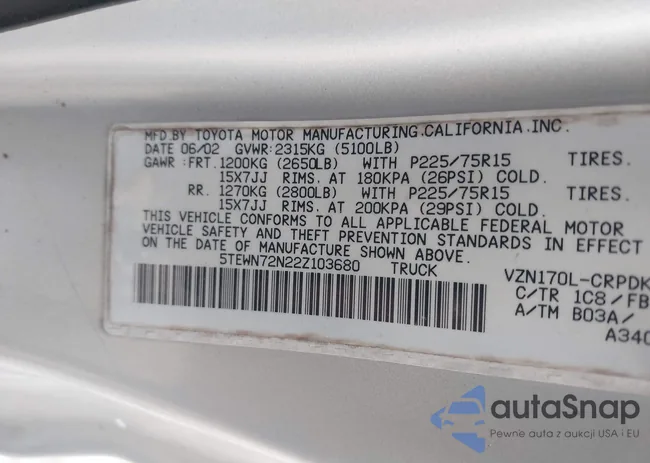 MFD.BY TOYOTA MOTOR MANUFACTURING,CALIFORNIA,INC.
DATE 06/02 GVWR:2315KG (5100LB)
GAWR :FRT.1200KG (2650LB) WITH P225/75R15 TIRES.
15X7JJ RIMS. AT 180KPA (26PSI) COLD.
RR. 1270KG (2800LB) WITH P225/75R15 TIRES.
15X7JJ RIMS. AT 200KPA (29PSI) COLD.
THIS VEHICLE CONFORMS TO ALL APPLICABLE FEDERAL MOTOR
VEHICLE SAFETY AND THEFT PREVENTION STANDARDS IN EFFECT
ON THE DATE OF MANUFACTURE SHOWN ABOVE.
5TEWN72N22Z103680 TRUCK
VZN170L-CRPDK
C/TR 1C8/FB
A/TM B03A/
A340
autoSnap
Pewne auta z aukcji USA i EU